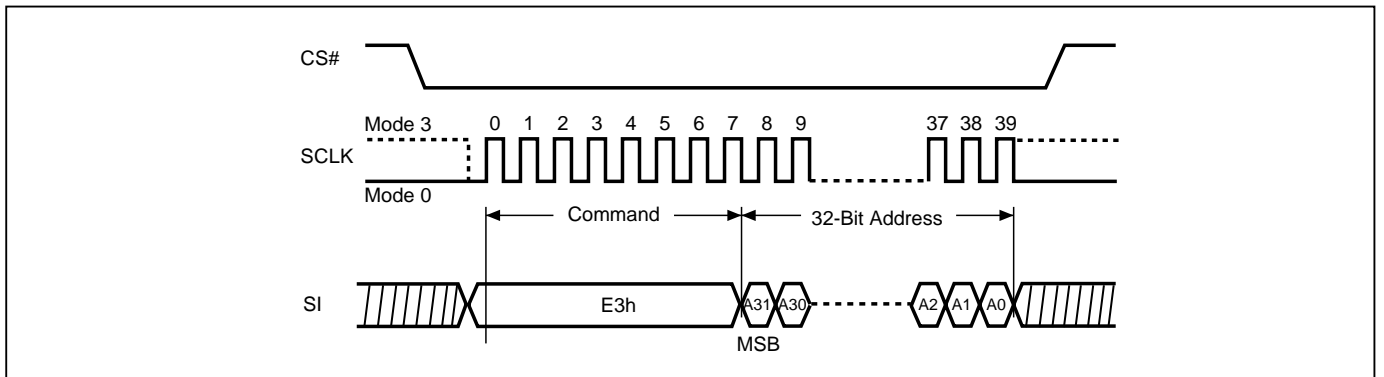 CS#
Mode 3 0 1 2 3 4 5 6 7 8 9 37 38 39
SCLK
Mode 0
Command 32-Bit Address
SI E3h A31 A30 A2 A1 A0
MSB